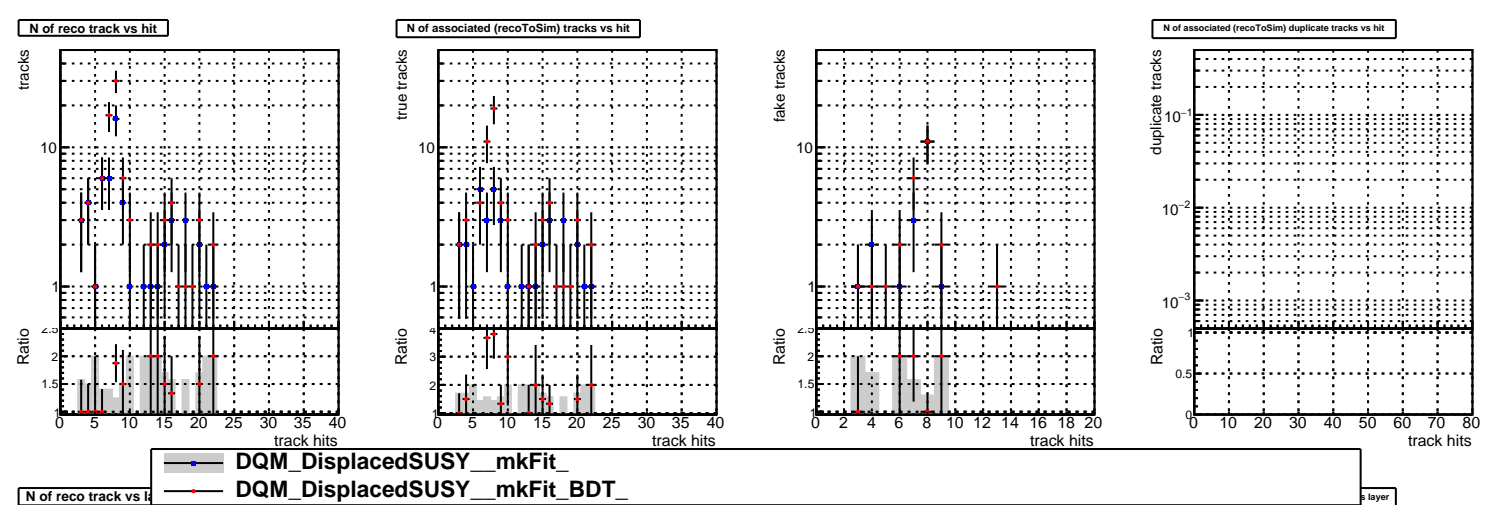 N of reco track vs hit
N of associated (recoToSim) tracks vs hit
N of associated (recoToSim) duplicate tracks vs hit
tracks
10
1
Ratio
2.5
2
1.5
1
0 5 10 15 20 25 30 35 40
track hits
true tracks
10
1
Ratio
4
3
2
1
0 5 10 15 20 25 30 35 40
track hits
fake tracks
10
1
Ratio
2.5
2
1.5
1
0 2 4 6 8 10 12 14 16 18 20
track hits
duplicate tracks
10⁻¹
10⁻²
10⁻³
Ratio
1
0.5
0
0 10 20 30 40 50 60 70 80
track hits
DQM_DisplacedSUSY__mkFit_
DQM_DisplacedSUSY__mkFit_BDT_
N of reco track vs la
s layer